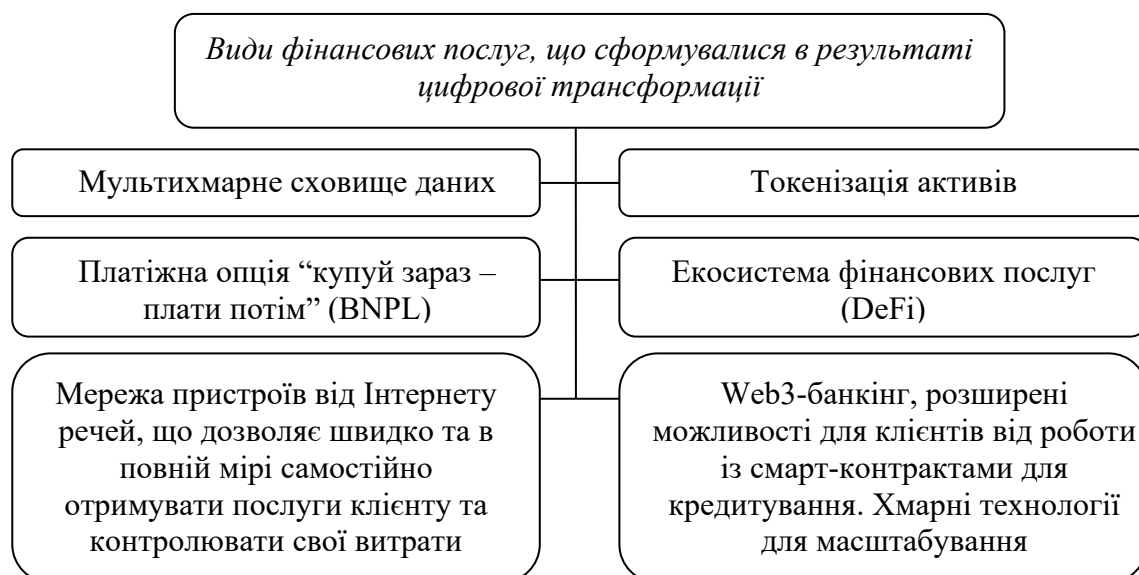 Види фінансових послуг, що сформувалися в результаті
цифрової трансформації
Мультихмарне сховище даних
Токенізація активів
Платіжна опція “купуй зараз –
плати потім” (BNPL)
Екосистема фінансових послуг
(DeFi)
Мережа пристроїв від Інтернету
речей, що дозволяє швидко та в
повній мірі самостійно
отримувати послуги клієнту та
контролювати свої витрати
Web3-банкінг, розширені
можливості для клієнтів від роботи
із смарт-контрактами для
кредитування. Хмарні технології
для масштабування